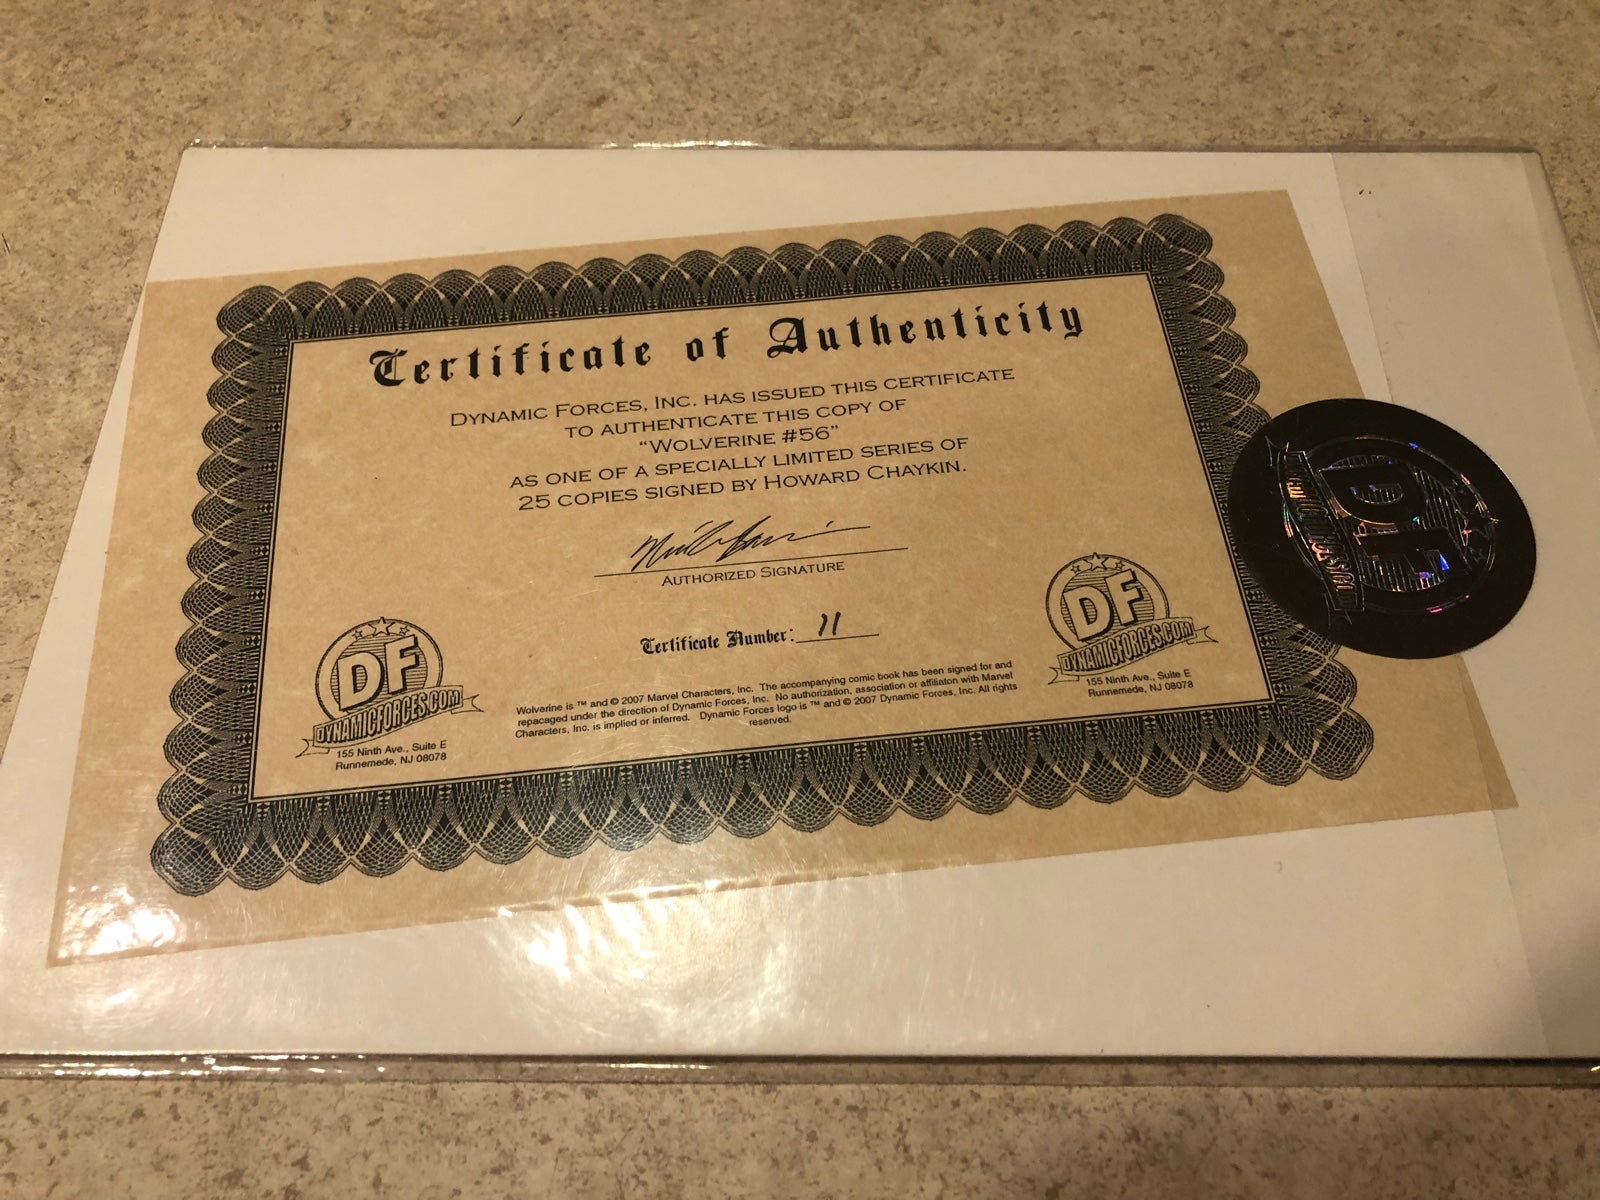 Certificate of Authenticity
DYNAMIC FORCES, INC. HAS ISSUED THIS CERTIFICATE
TO AUTHENTICATE THIS COPY OF
"WOLVERINE #56"
AS ONE OF A SPECIALLY LIMITED SERIES OF
25 COPIES SIGNED BY HOWARD CHAYKIN.
AUTHORIZED SIGNATURE
Certificate Number: 11
DF
DYNAMICFORCES.COM
155 Ninth Ave., Suite E
Runnemede, NJ 08078
Wolverine is ™ and © 2007 Marvel Characters, Inc. The accompanying comic book has been signed for and
repacaged under the direction of Dynamic Forces, Inc. No authorization, association or affiliaton with Marvel
Characters, Inc. is implied or inferred. Dynamic Forces logo is ™ and © 2007 Dynamic Forces, Inc. All rights
reserved.
DF
DYNAMICFORCES.COM
155 Ninth Ave., Suite E
Runnemede, NJ 08078
DF